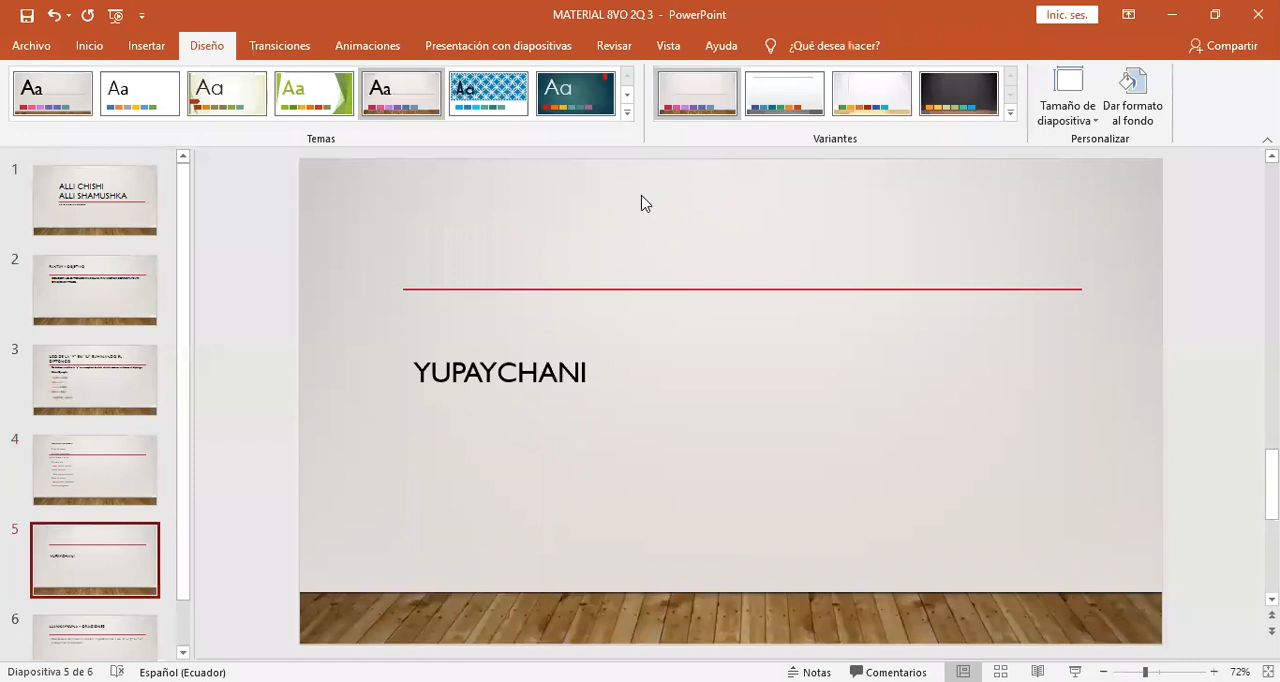 MATERIAL 8VO 2Q 3 - PowerPoint
Inic. ses.
Archivo Inicio Insertar Diseño Transiciones Animaciones Presentación con diapositivas Revisar Vista Ayuda ¿Qué desea hacer? Compartir
Aa Aa Aa Aa Aa Aa Aa
Tamaño de diapositiva
Dar formato al fondo
Temas Variantes Personalizar
1
ALLI CHISHI
ALLI SHAMUSHKA
2
3
4
5
YUPAYCHANI
6
YUPAYCHANI
Diapositiva 5 de 6 Español (Ecuador) Notas Comentarios 72%